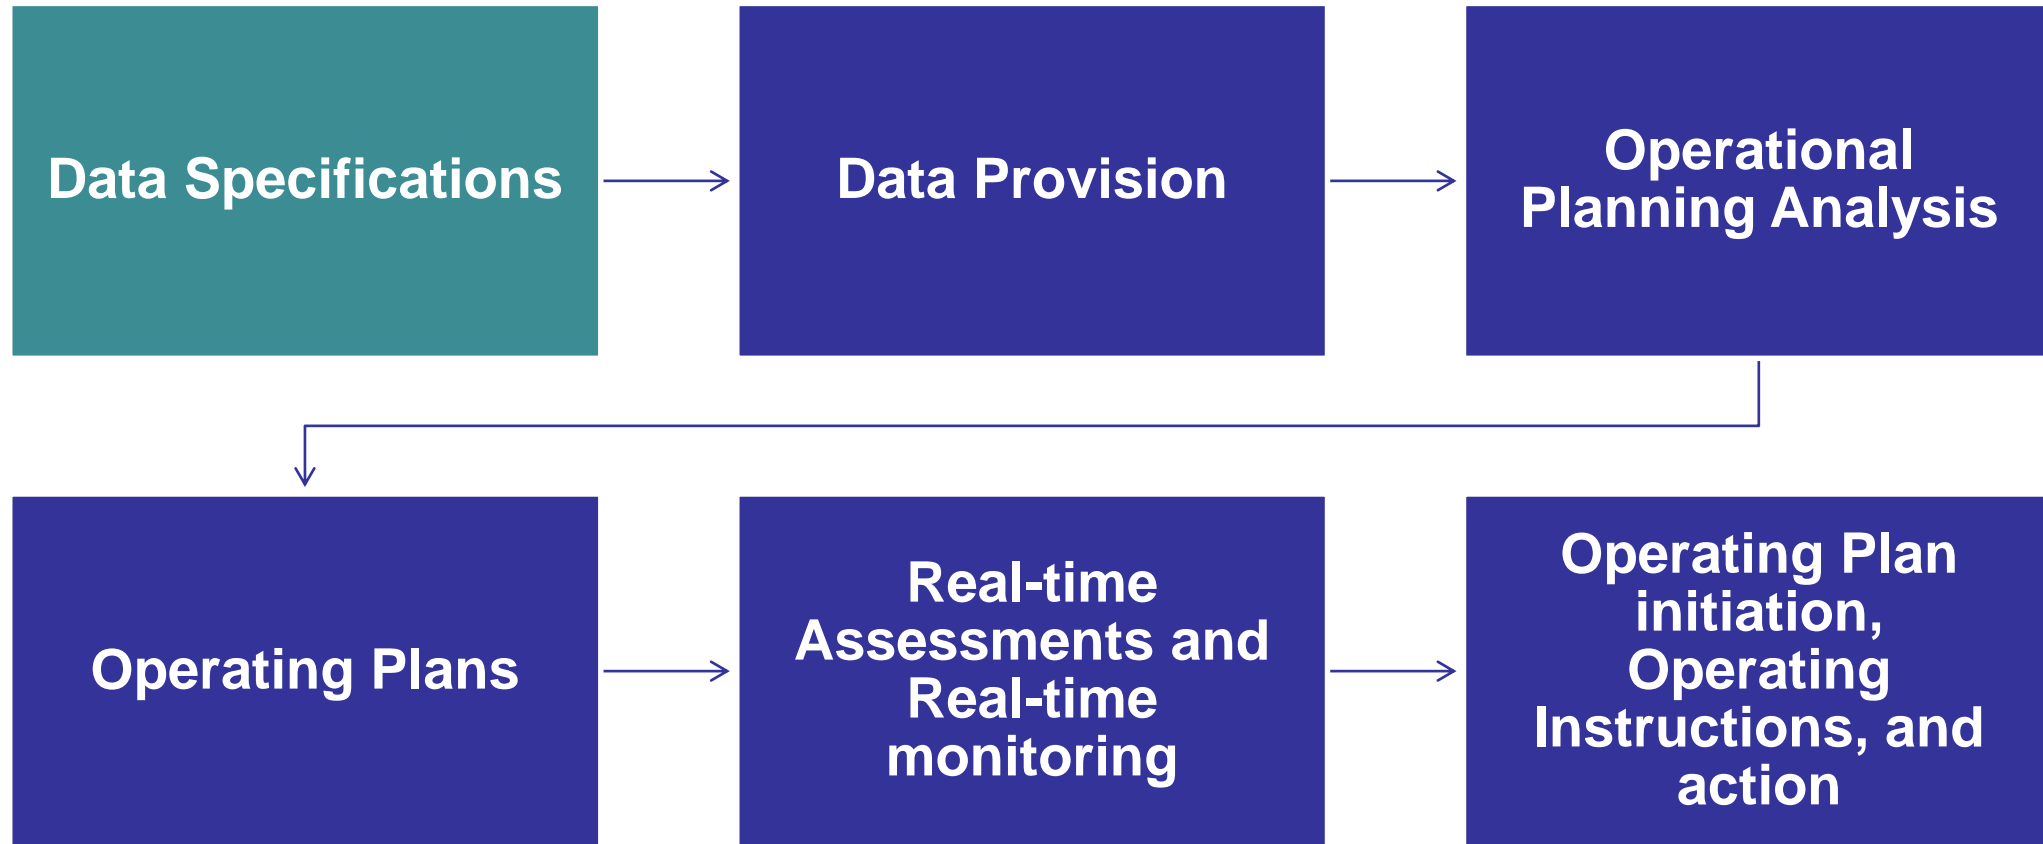 Data Specifications
Data Provision
Operational
Planning Analysis
Operating Plans
Real-time
Assessments and
Real-time
monitoring
Operating Plan
initiation,
Operating
Instructions, and
action